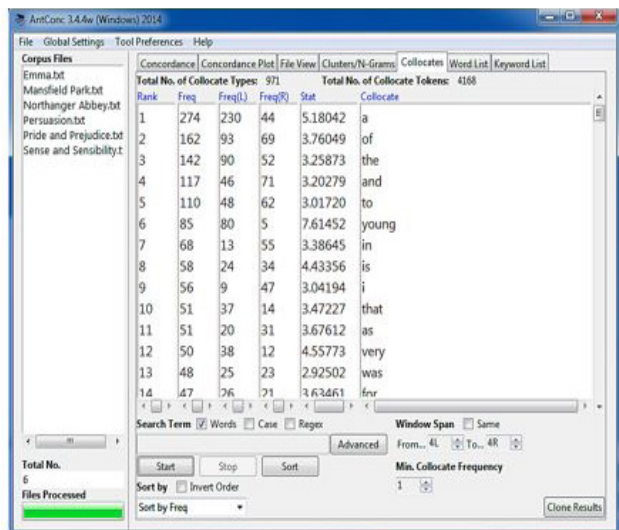 AntConc 3.4.4w (Windows) 2014
File Global Settings Tool Preferences Help
Corpus Files
Emma.txt
Mansfield Park.txt
Northanger Abbey.txt
Persuasion.txt
Pride and Prejudice.txt
Sense and Sensibility.t
Total No.
6
Files Processed
Concordance Concordance Plot File View Clusters/N-Grams Collocates Word List Keyword List
Total No. of Collocate Types: 971 Total No. of Collocate Tokens: 4168
Rank Freq Freq(L) Freq(R) Stat Collocate
1 274 230 44 5.18042 a
2 162 93 69 3.76049 of
3 142 90 52 3.25873 the
4 117 46 71 3.20279 and
5 110 48 62 3.01720 to
6 85 80 5 7.61452 young
7 68 13 55 3.38645 in
8 58 24 34 4.43356 is
9 56 9 47 3.04194 i
10 51 37 14 3.47227 that
11 51 20 31 3.67612 as
12 50 38 12 4.55773 very
13 48 25 23 2.92502 was
14 47 26 21 3.63461 for
Search Term Words Case Regex Window Span Same
Advanced From... 4L To... 4R
Start Stop Sort Min. Collocate Frequency
Sort by Invert Order 1
Sort by Freq Clone Results